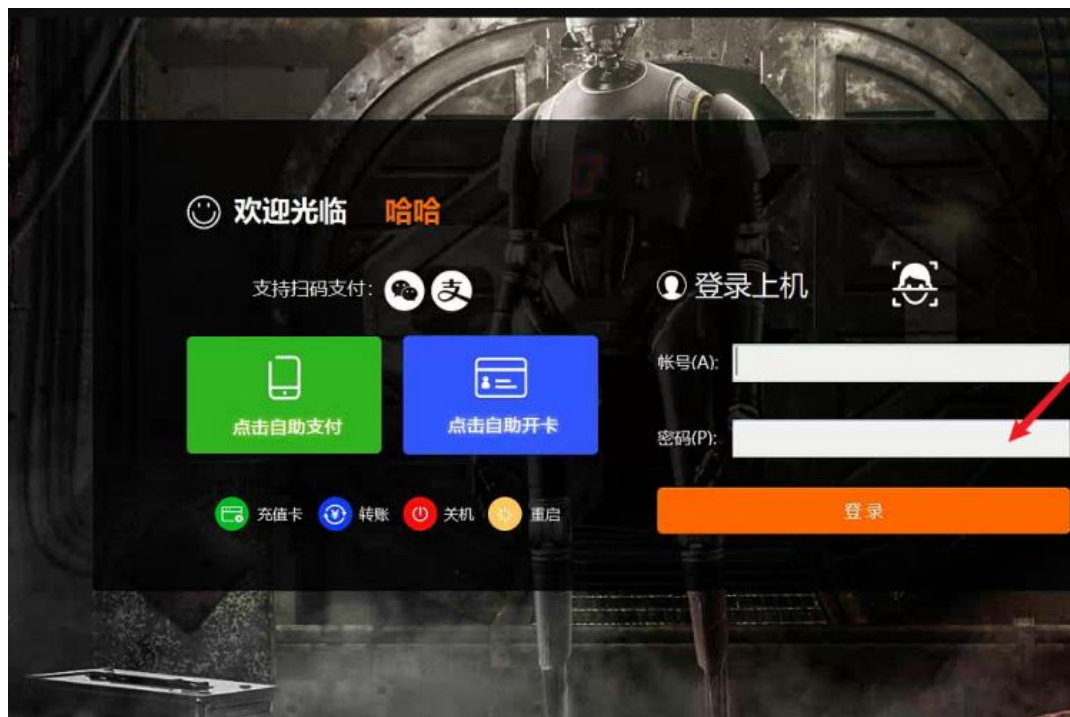 欢迎光临 哈哈
支持扫码支付:
点击自助支付
点击自助开卡
充值卡 转账 关机 重启
登录上机
帐号(A):
密码(P):
登录